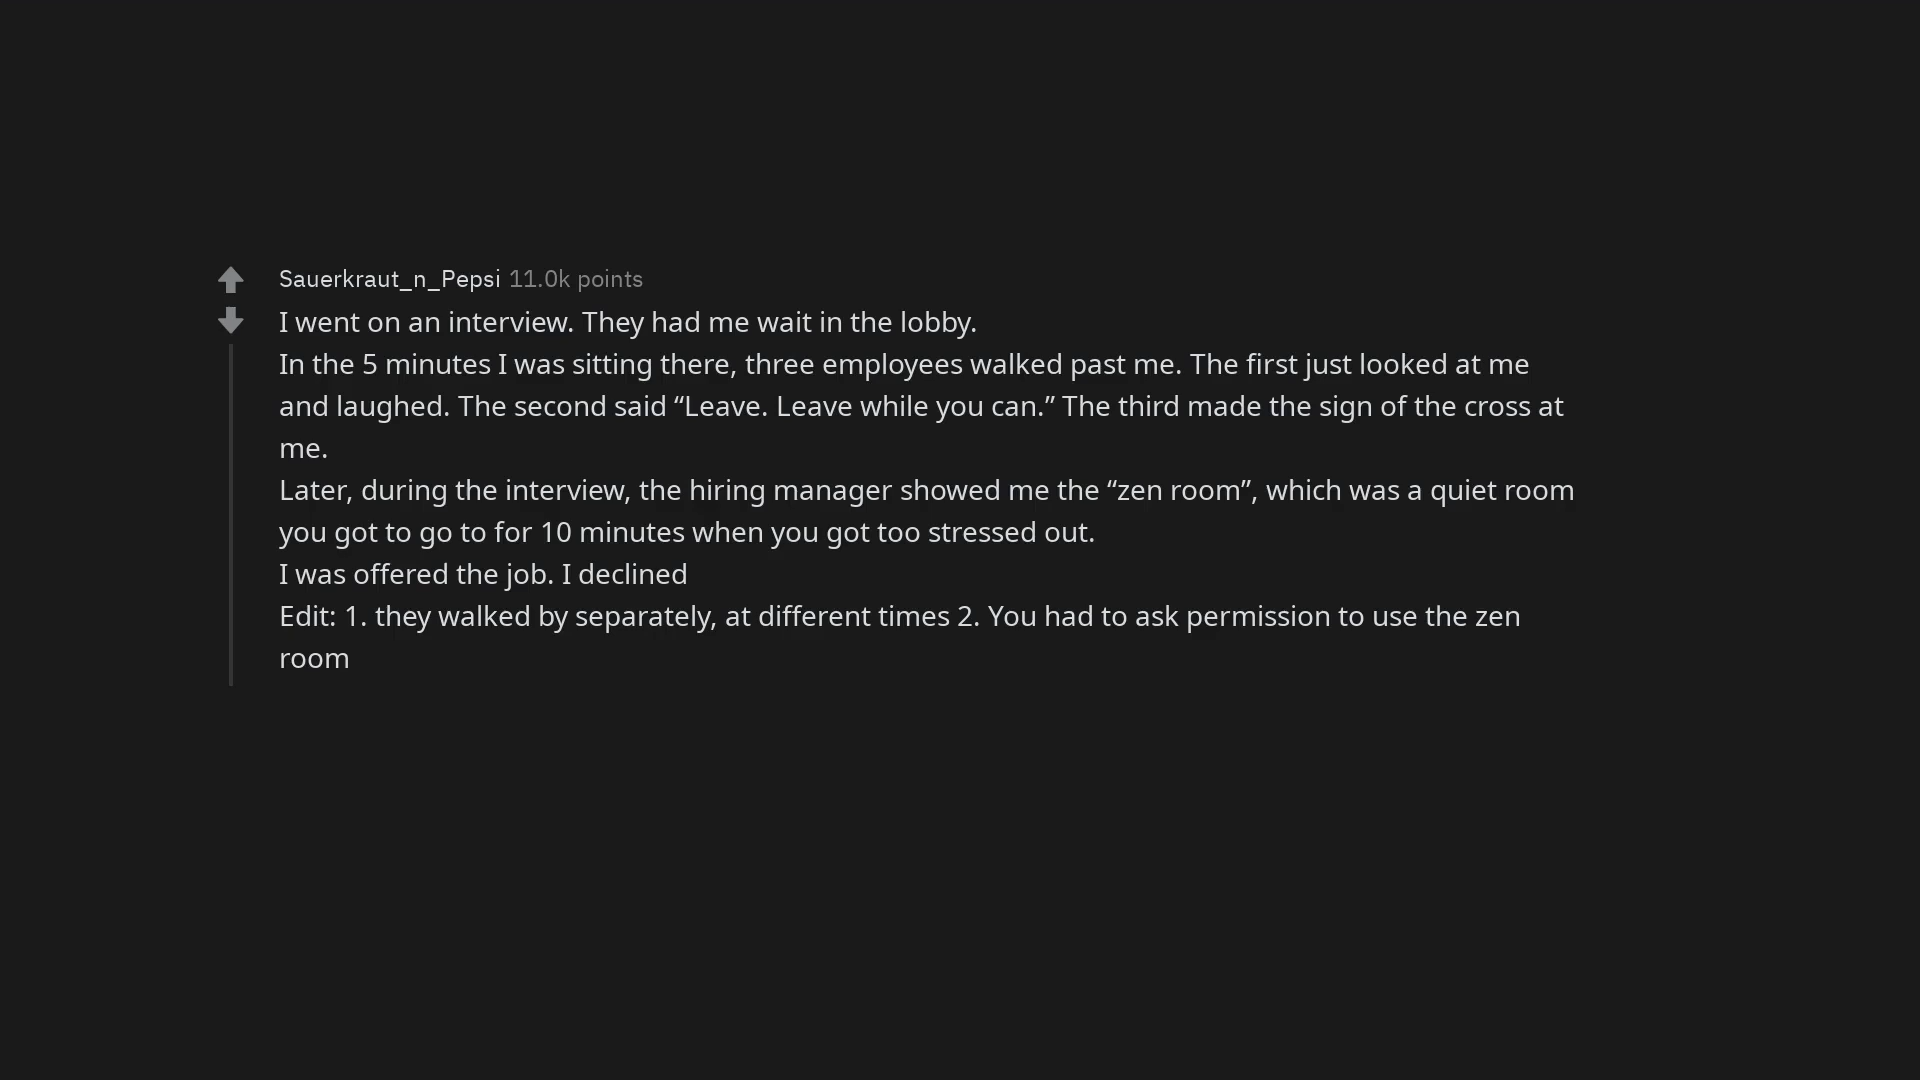 Sauerkraut_n_Pepsi 11.0k points
I went on an interview. They had me wait in the lobby.
In the 5 minutes I was sitting there, three employees walked past me. The first just looked at me
and laughed. The second said “Leave. Leave while you can.” The third made the sign of the cross at
me.
Later, during the interview, the hiring manager showed me the “zen room”, which was a quiet room
you got to go to for 10 minutes when you got too stressed out.
I was offered the job. I declined
Edit: 1. they walked by separately, at different times 2. You had to ask permission to use the zen
room